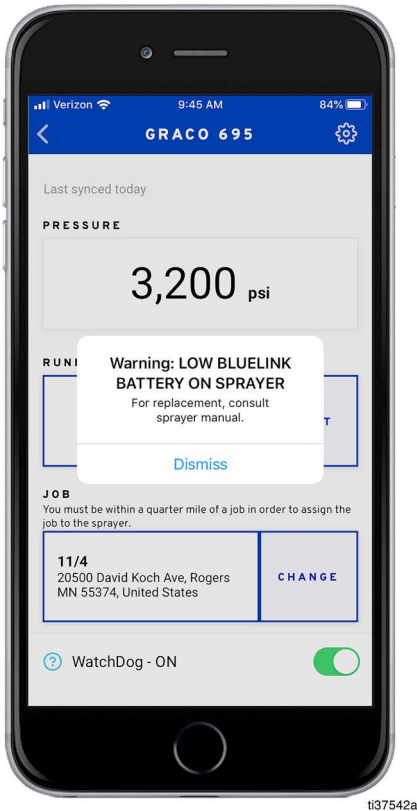 Verizon 9:45 AM 84%
GRACO 695
Last synced today
PRESSURE
3,200 psi
Warning: LOW BLUELINK
BATTERY ON SPRAYER
For replacement, consult
sprayer manual.
Dismiss
JOB
You must be within a quarter mile of a job in order to assign the
job to the sprayer.
11/4
20500 David Koch Ave, Rogers
MN 55374, United States
CHANGE
? WatchDog - ON
ti37542a